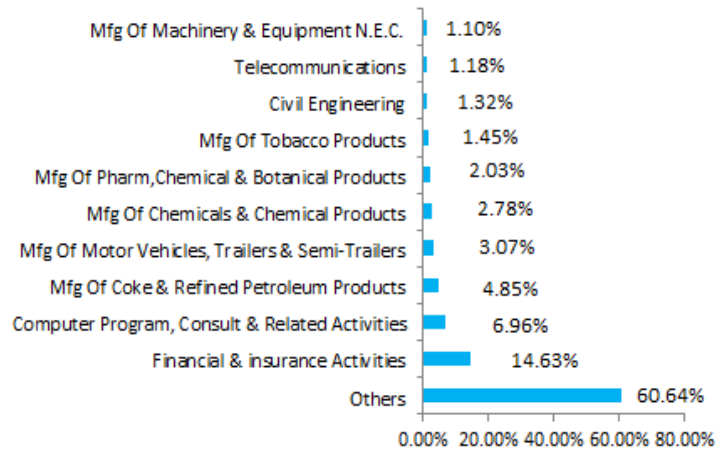 Mfg Of Machinery & Equipment N.E.C. 1.10%
Telecommunications 1.18%
Civil Engineering 1.32%
Mfg Of Tobacco Products 1.45%
Mfg Of Pharm,Chemical & Botanical Products 2.03%
Mfg Of Chemicals & Chemical Products 2.78%
Mfg Of Motor Vehicles, Trailers & Semi-Trailers 3.07%
Mfg Of Coke & Refined Petroleum Products 4.85%
Computer Program, Consult & Related Activities 6.96%
Financial & insurance Activities 14.63%
Others 60.64%
0.00% 20.00% 40.00% 60.00% 80.00%